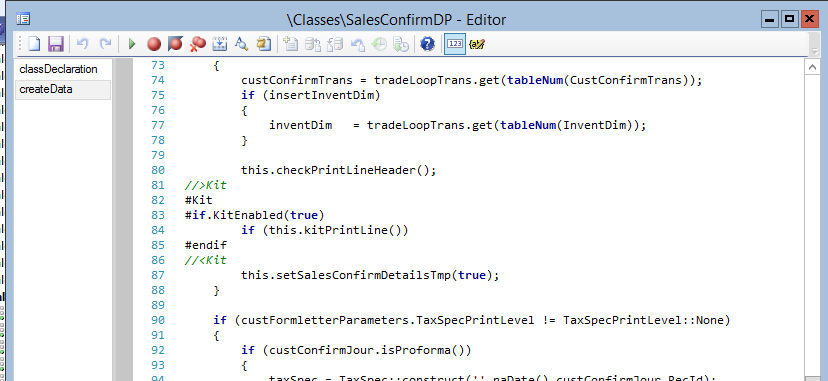 \Classes\SalesConfirmDP - Editor
123
classDeclaration
createData
73 {
74 custConfirmTrans = tradeLoopTrans.get(tableNum(CustConfirmTrans));
75 if (insertInventDim)
76 {
77 inventDim   = tradeLoopTrans.get(tableNum(InventDim));
78 }
79
80 this.checkPrintLineHeader();
81 //>Kit
82 #Kit
83 #if.KitEnabled(true)
84 if (this.kitPrintLine())
85 #endif
86 //<Kit
87 this.setSalesConfirmDetailsTmp(true);
88 }
89
90 if (custFormletterParameters.TaxSpecPrintLevel != TaxSpecPrintLevel::None)
91 {
92 if (custConfirmJour.isProforma())
93 {
94 taxSpec = TaxSpec::construct('',naDate(),custConfirmJour.RecId);